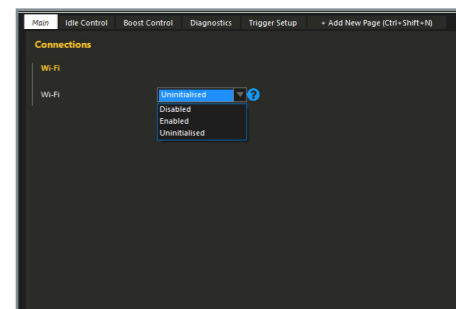 Main Idle Control Boost Control Diagnostics Trigger Setup + Add New Page (Ctrl+Shift+N)
Connections
Wi-Fi
Wi-Fi Uninitialised ?
Disabled
Enabled
Uninitialised